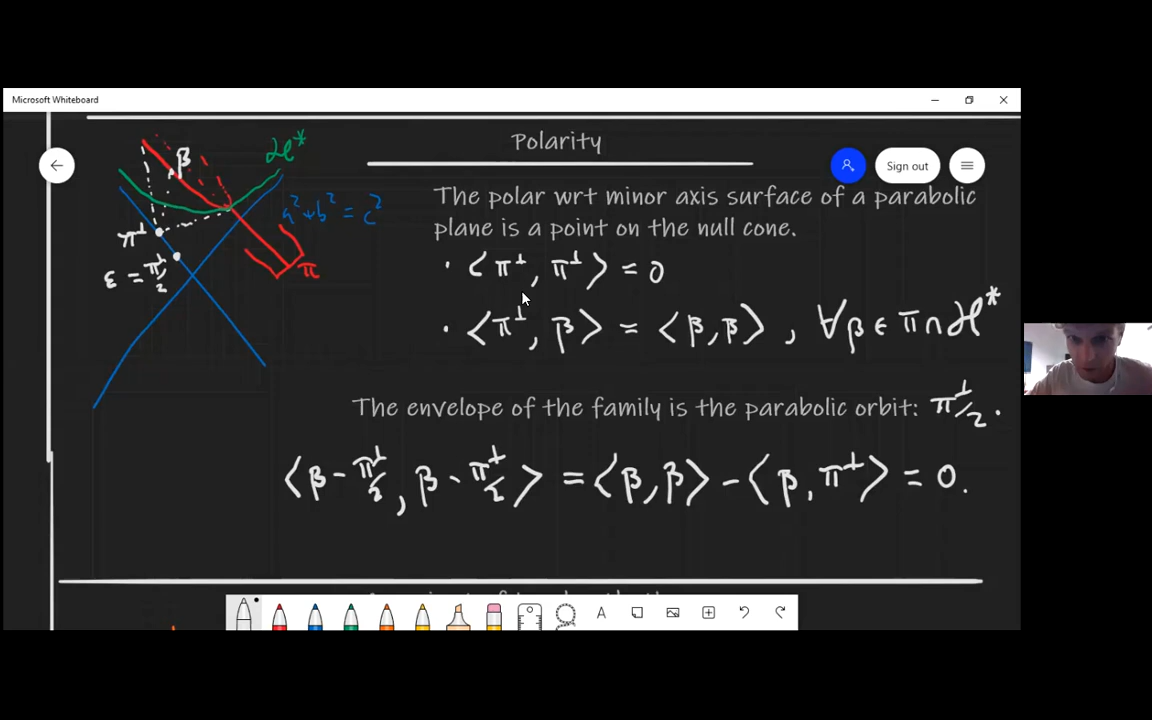 Microsoft Whiteboard
Polarity
Sign out
β
ℋ*
a² + b² = c²
π^⊥
ε = π^⊥/2
π
The polar wrt minor axis surface of a parabolic
plane is a point on the null cone.
· ⟨π^⊥, π^⊥⟩ = 0
· ⟨π^⊥, β⟩ = ⟨β, β⟩, ∀β ∈ π ∩ ℋ*
The envelope of the family is the parabolic orbit: π^⊥/2.
⟨β - π^⊥/2, β - π^⊥/2⟩ = ⟨β, β⟩ - ⟨β, π^⊥⟩ = 0.
A